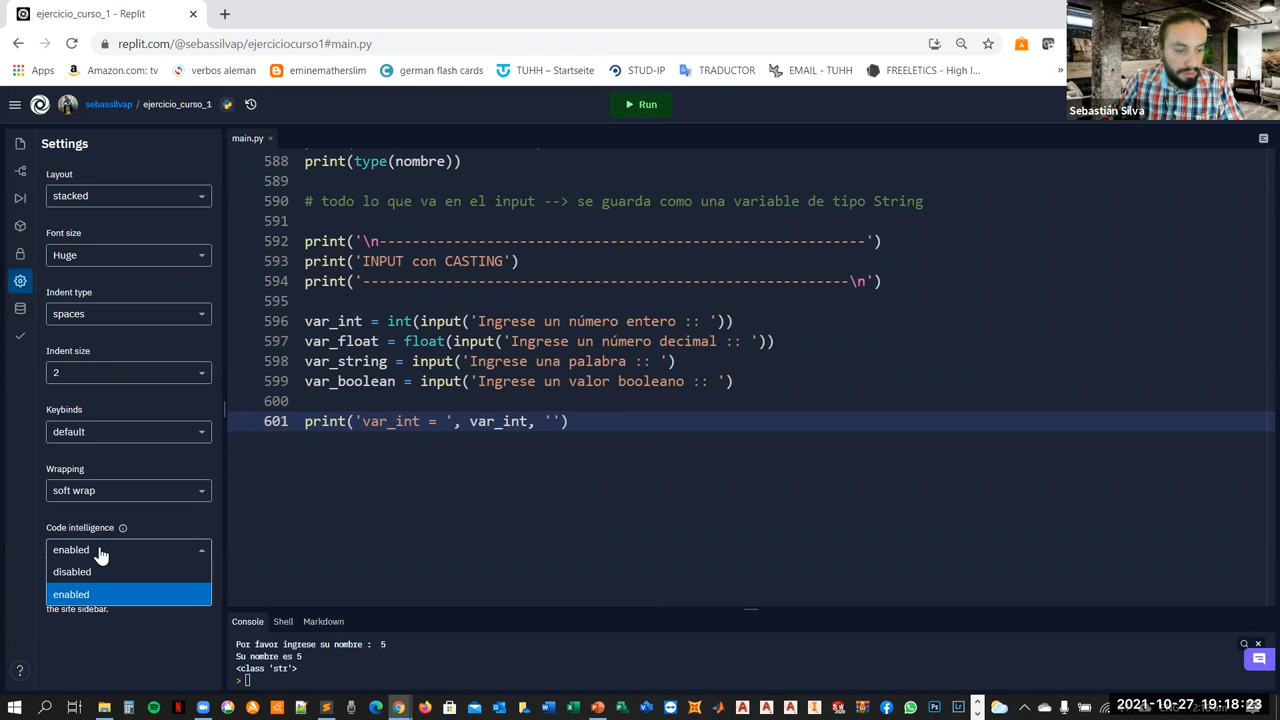 ejercicio_curso_1 - Replit
replit.com/@sebassilvap/ejerciciocurso1#main.py
Apps Amazon.com: tv verbos aleman eminematherslim german flash cards TUHH – Startseite STUD-IP TRADUCTOR EMAIL - TUHH FREELETICS - High I... »
Sebastián Silva
sebassilvap / ejercicio_curso_1
Run
Settings
main.py ×
Layout
stacked
Font size
Huge
Indent type
spaces
Indent size
2
Keybinds
default
Wrapping
soft wrap
Code intelligence
enabled
disabled
enabled
the site sidebar.
588 print(type(nombre))
589
590 # todo lo que va en el input --> se guarda como una variable de tipo String
591
592 print('\n-----------------------------------------------------------')
593 print('INPUT con CASTING')
594 print('-----------------------------------------------------------\n')
595
596 var_int = int(input('Ingrese un número entero :: '))
597 var_float = float(input('Ingrese un número decimal :: '))
598 var_string = input('Ingrese una palabra :: ')
599 var_boolean = input('Ingrese un valor booleano :: ')
600
601 print('var_int = ', var_int, '')
Console Shell Markdown
Por favor ingrese su nombre : 5
Su nombre es 5
<class 'str'>
>
2021-10-27 19:18:23